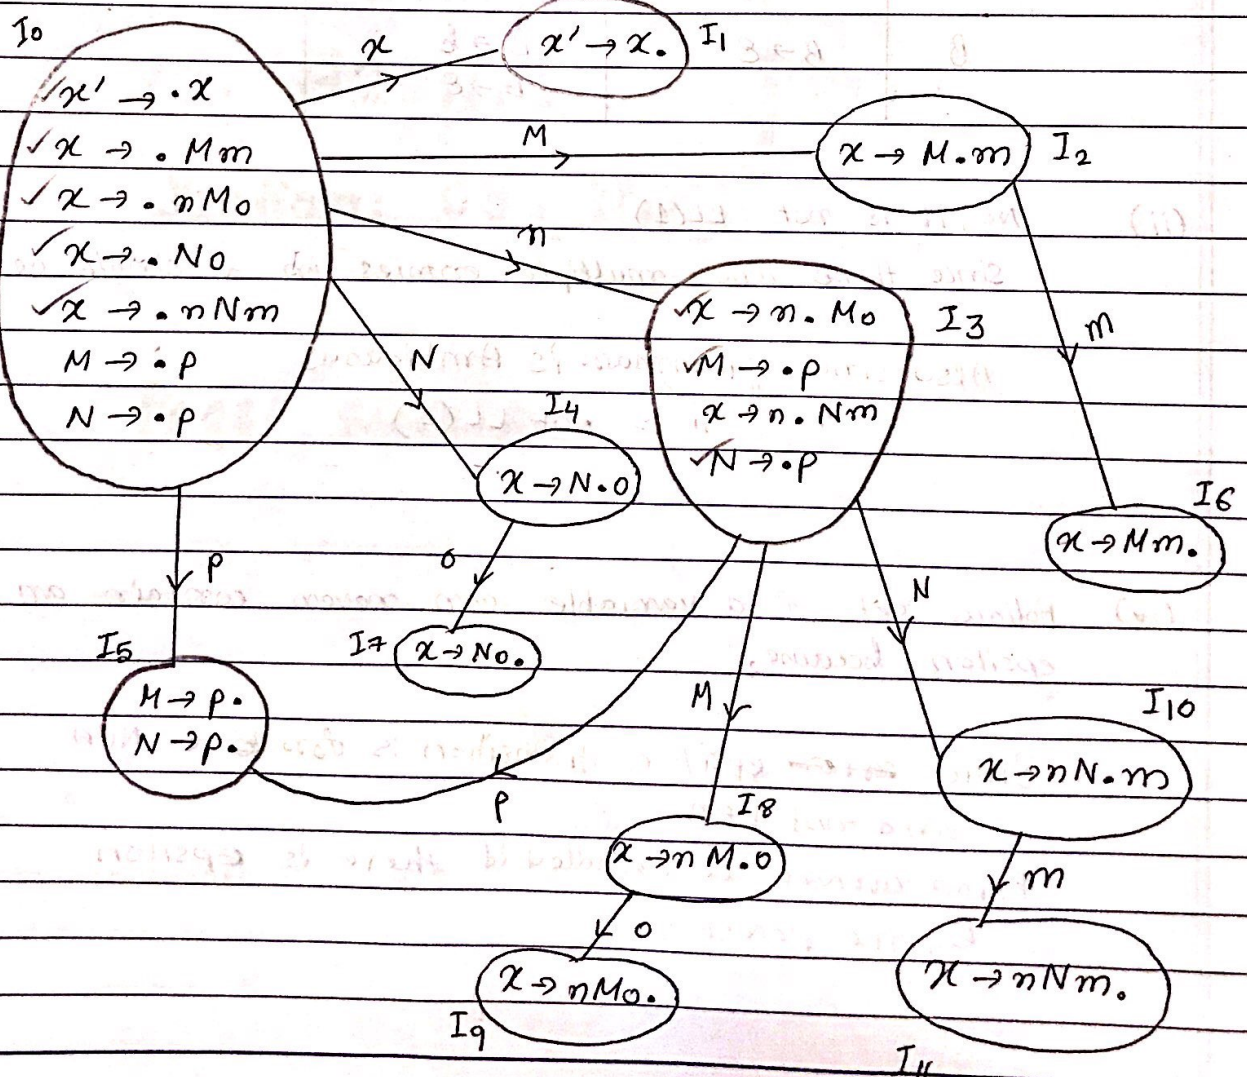 I0
x' → .x
x → .Mm
x → .nMo
x → .No
x → .nNm
M → .p
N → .p
x
x' → x.
I1
M
x → M.m
I2
n
x → n.Mo
M → .p
x → n.Nm
N → .p
I3
m
N
I4
x → N.o
I6
x → Mm.
p
o
I7
x → No.
N
I5
M → p.
N → p.
p
M
I10
x → nN.m
I8
x → nM.o
m
o
x → nMo.
I9
x → nNm.
I11